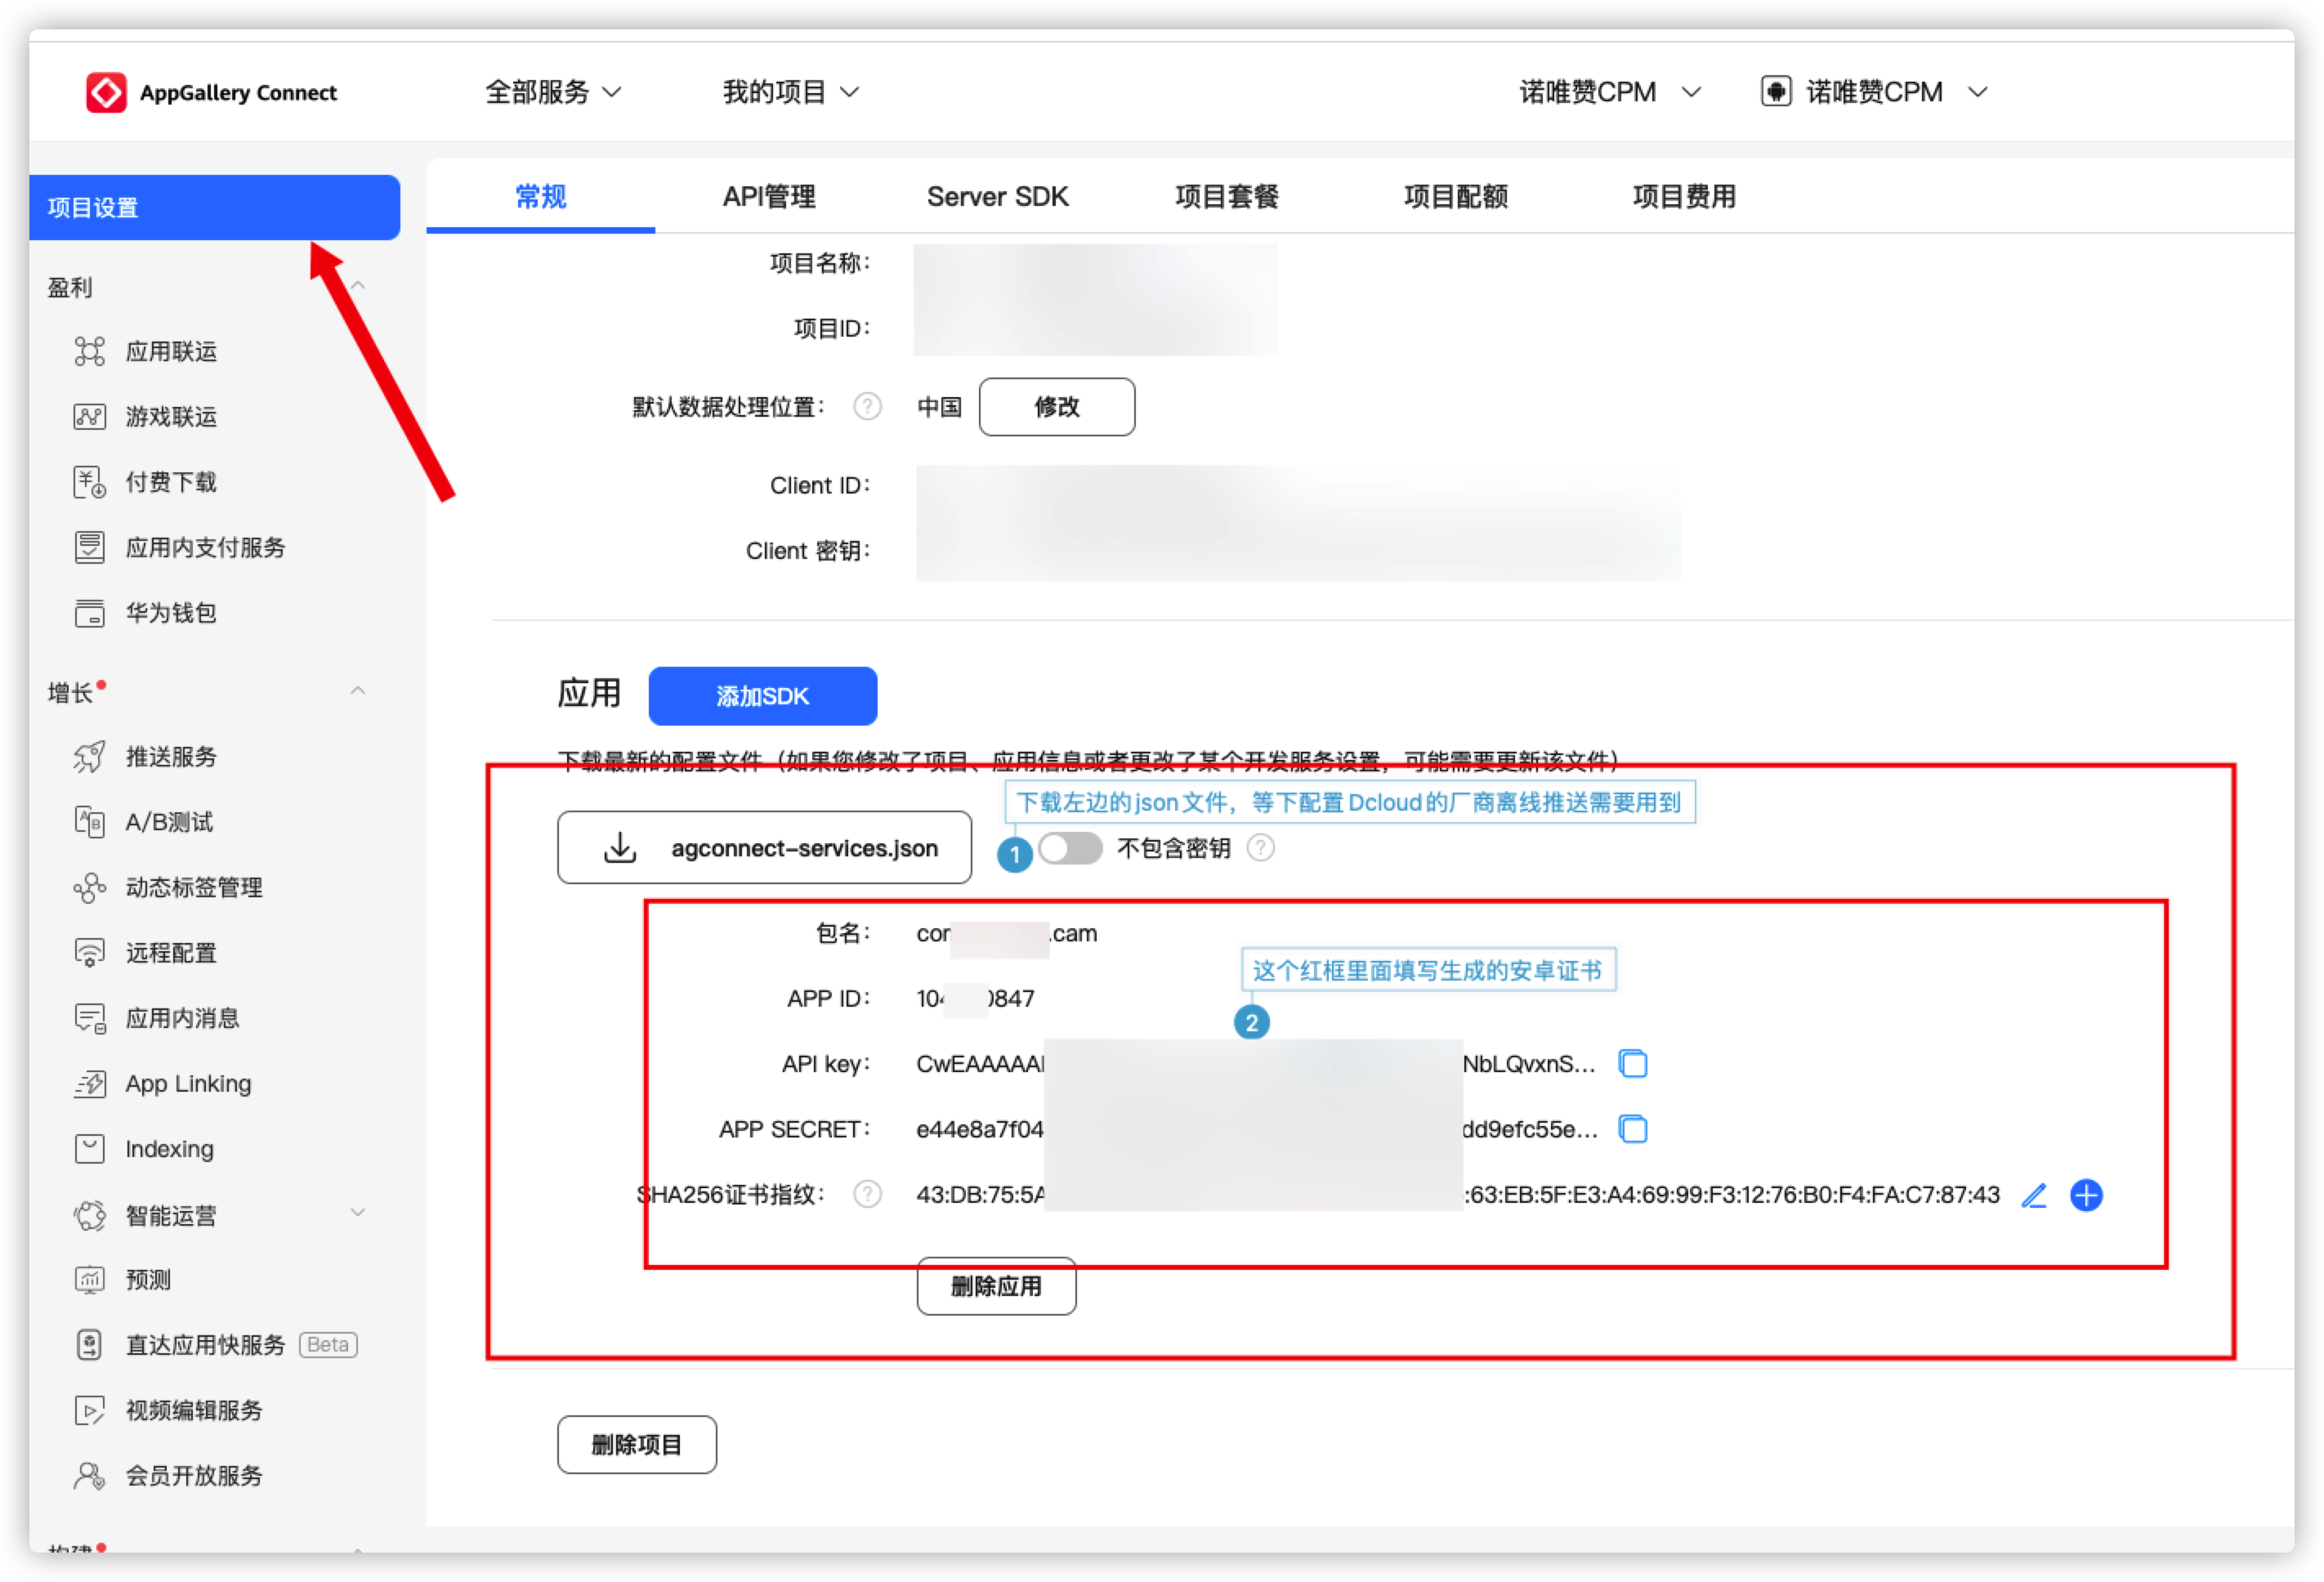 AppGallery Connect
全部服务
我的项目
诺唯赞CPM
诺唯赞CPM
项目设置
盈利
应用联运
游戏联运
付费下载
应用内支付服务
华为钱包
增长
推送服务
A/B测试
动态标签管理
远程配置
应用内消息
App Linking
Indexing
智能运营
预测
直达应用快服务 Beta
视频编辑服务
会员开放服务
构建
常规 API管理 Server SDK 项目套餐 项目配额 项目费用
项目名称：
项目ID：
默认数据处理位置： ? 中国 修改
Client ID：
Client 密钥：
应用 添加SDK
下载最新的配置文件（如果您修改了项目、应用信息或者更改了某个开发服务设置，可能需要更新该文件）
下载左边的json文件，等下配置Dcloud的厂商离线推送需要用到
agconnect-services.json 1 不包含密钥 ?
包名： .cam
这个红框里面填写生成的安卓证书
APP ID： 10 0847
2
API key： CwEAAAAA NbLQvxnS...
APP SECRET： e44e8a7f04 dd9efc55e...
SHA256证书指纹： ? 43:DB:75:5A :63:EB:5F:E3:A4:69:99:F3:12:76:B0:F4:FA:C7:87:43
删除应用
删除项目